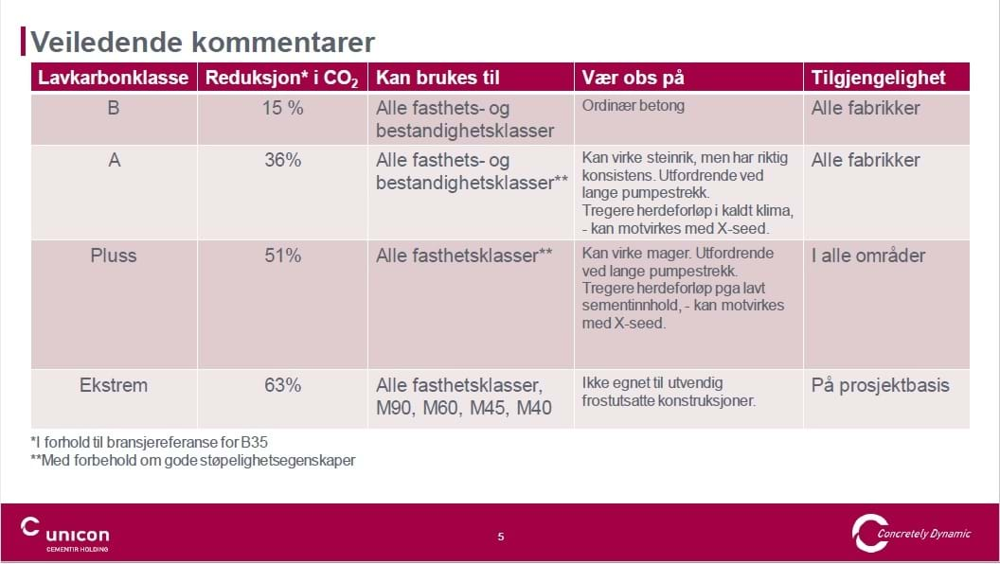 Veiledende kommentarer
Lavkarbonklasse Reduksjon* i CO₂ Kan brukes til Vær obs på Tilgjengelighet
B 15 % Alle fasthets- og Ordinær betong Alle fabrikker
bestandighetsklasser
A 36% Alle fasthets- og Kan virke steinrik, men har riktig Alle fabrikker
bestandighetsklasser** konsistens. Utfordrende ved
lange pumpestrekk.
Tregere herdeforløp i kaldt klima,
- kan motvirkes med X-seed.
Pluss 51% Alle fasthetsklasser** Kan virke mager. Utfordrende I alle områder
ved lange pumpestrekk.
Tregere herdeforløp pga lavt
sementinnhold, - kan motvirkes
med X-seed.
Ekstrem 63% Alle fasthetsklasser, Ikke egnet til utvendig På prosjektbasis
M90, M60, M45, M40 frostutsatte konstruksjoner.
*I forhold til bransjereferanse for B35
**Med forbehold om gode støpelighetsegenskaper
unicon
CEMENTIR HOLDING
5
Concretely Dynamic